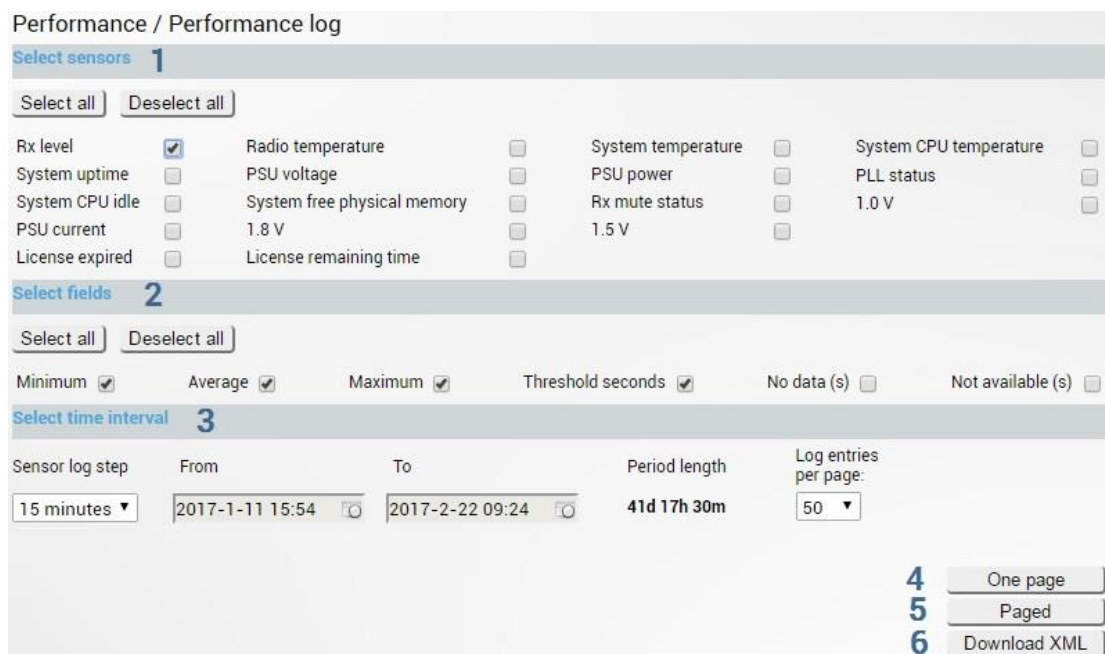 Performance / Performance log
Select sensors 1
Select all Deselect all
Rx level Radio temperature System temperature System CPU temperature
System uptime PSU voltage PSU power PLL status
System CPU idle System free physical memory Rx mute status 1.0 V
PSU current 1.8 V 1.5 V
License expired License remaining time
Select fields 2
Select all Deselect all
Minimum Average Maximum Threshold seconds No data (s) Not available (s)
Select time interval 3
Sensor log step From To Period length Log entries
per page:
15 minutes 2017-1-11 15:54 2017-2-22 09:24 41d 17h 30m 50
4 One page
5 Paged
6 Download XML